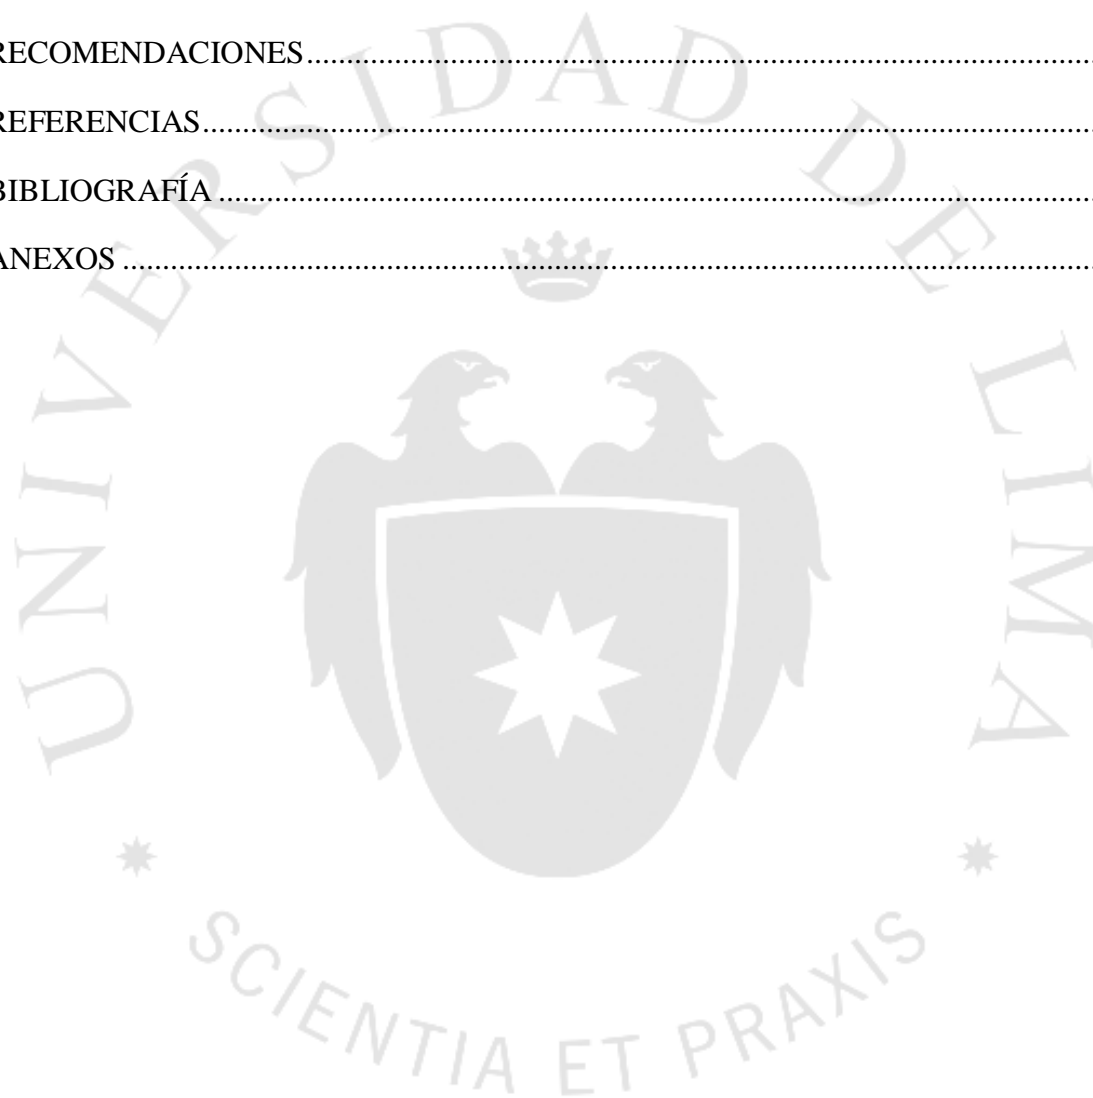 RECOMENDACIONES
REFERENCIAS
BIBLIOGRAFÍA
ANEXOS
UNIVERSIDAD DE LIMA
SCIENTIA ET PRAXIS